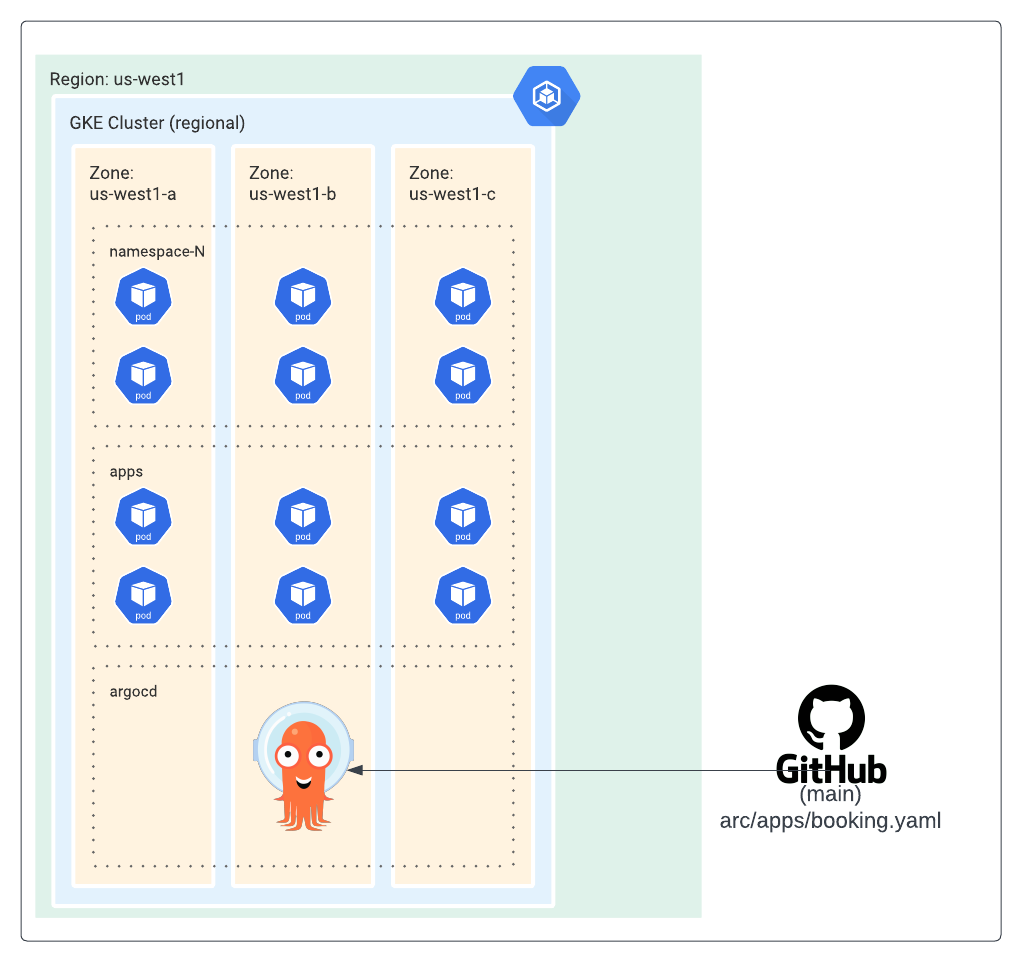 Region: us-west1
GKE Cluster (regional)
Zone:
us-west1-a
Zone:
us-west1-b
Zone:
us-west1-c
namespace-N
pod
pod
pod
pod
pod
pod
apps
pod
pod
pod
pod
pod
pod
argocd
GitHub
(main)
arc/apps/booking.yaml